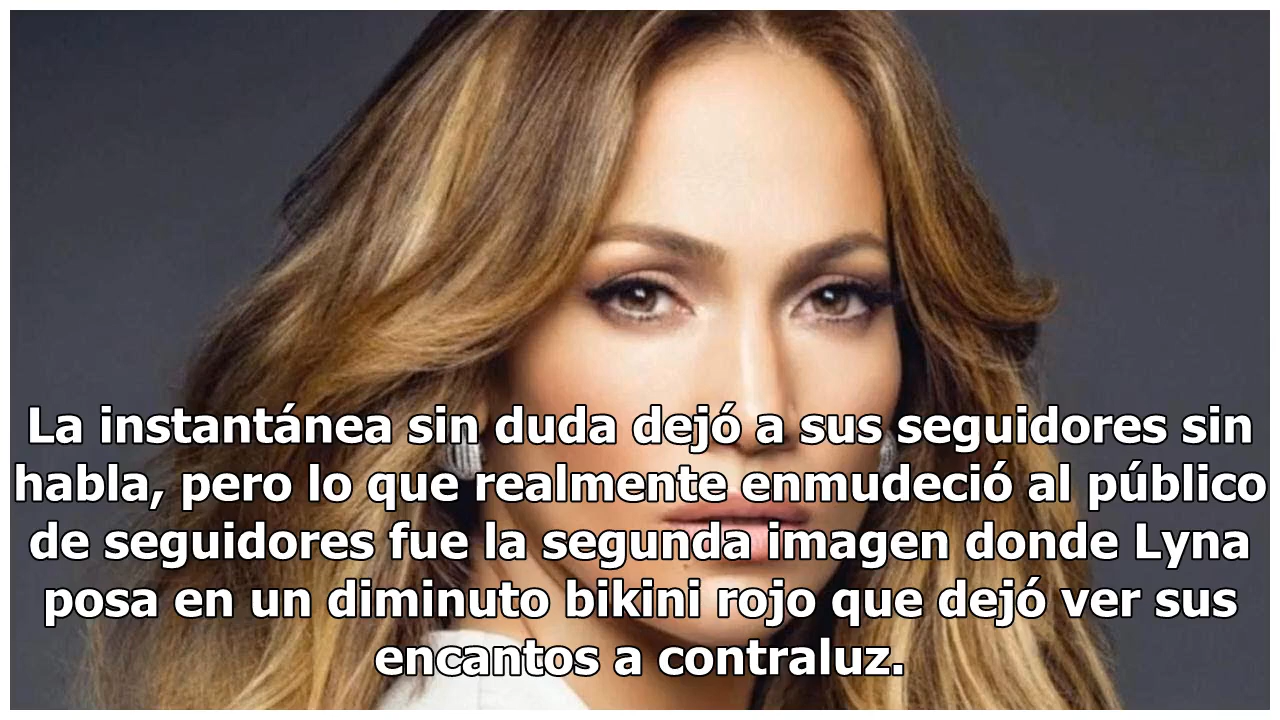 La instantánea sin duda dejó a sus seguidores sin
habla, pero lo que realmente enmudeció al público
de seguidores fue la segunda imagen donde Lyna
posa en un diminuto bikini rojo que dejó ver sus
encantos a contraluz.